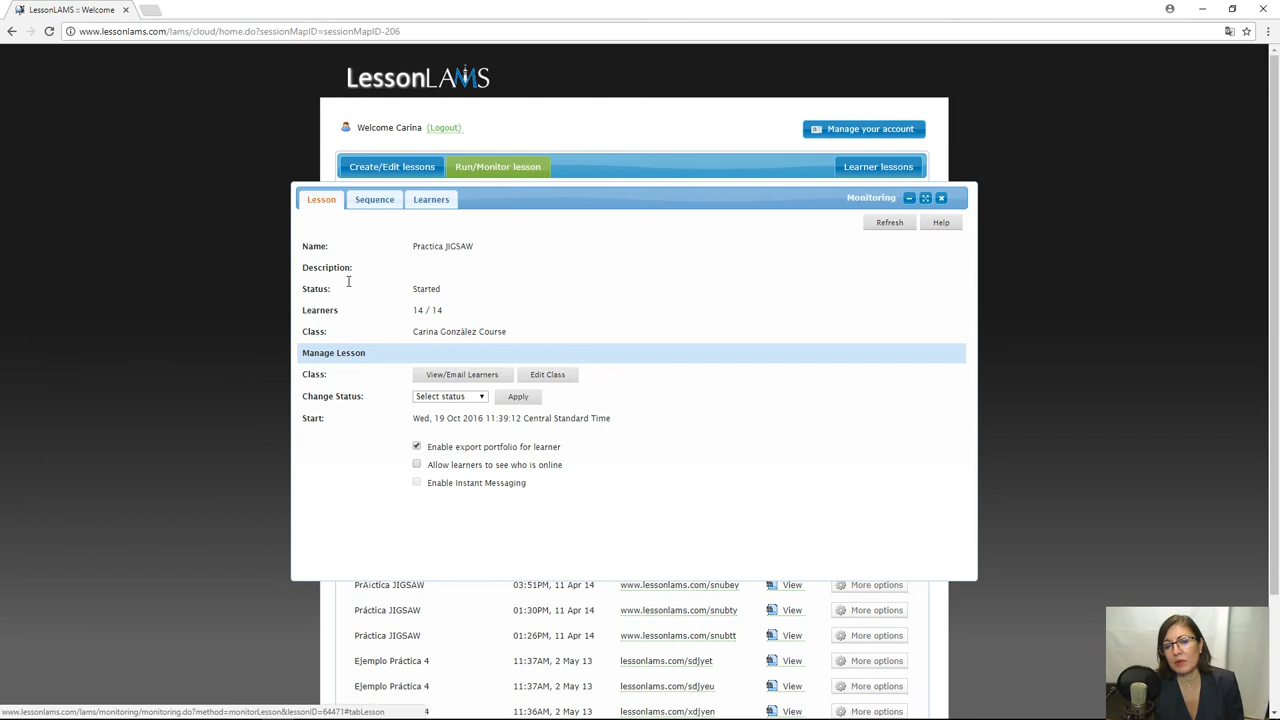 LessonLAMS :: Welcome
www.lessonlams.com/lams/cloud/home.do?sessionMapID=sessionMapID-206
LessonLAMS
Welcome Carina (Logout)
Manage your account
Create/Edit lessons Run/Monitor lesson Learner lessons
Lesson Sequence Learners Monitoring
Refresh Help
Name: Practica JIGSAW
Description:
Status: Started
Learners 14 / 14
Class: Carina González Course
Manage Lesson
Class: View/Email Learners Edit Class
Change Status: Select status Apply
Start: Wed, 19 Oct 2016 11:39:12 Central Standard Time
Enable export portfolio for learner
Allow learners to see who is online
Enable Instant Messaging
PrÁictica JIGSAW 03:51PM, 11 Apr 14 www.lessonlams.com/snubey View More options
Práctica JIGSAW 01:30PM, 11 Apr 14 www.lessonlams.com/snubty View More options
Práctica JIGSAW 01:26PM, 11 Apr 14 www.lessonlams.com/snubtt View More options
Ejemplo Práctica 4 11:37AM, 2 May 13 lessonlams.com/sdjyet View More options
Ejemplo Práctica 4 11:37AM, 2 May 13 lessonlams.com/sdjyeu View More options
4 11:36AM, 2 May 13 lessonlams.com/xdjyen View More options
www.lessonlams.com/lams/monitoring/monitoring.do?method=monitorLesson&lessonID=64471#tabLesson